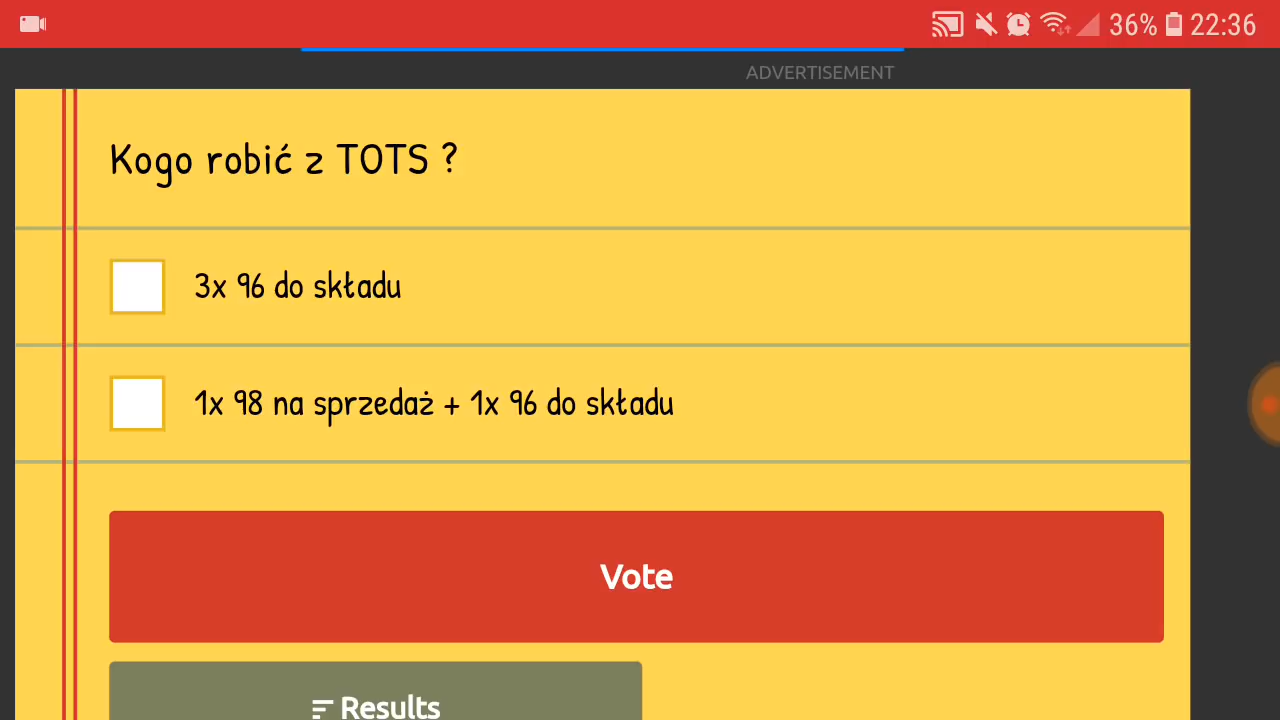 36% 22:36
ADVERTISEMENT
Kogo robić z TOTS ?
3x 96 do składu
1x 98 na sprzedaż + 1x 96 do składu
Vote
Results